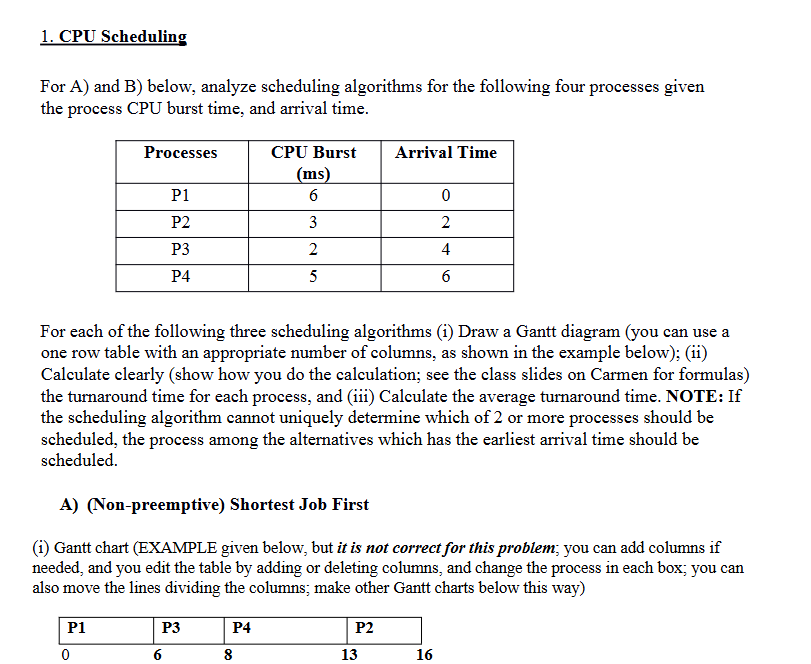 1. CPU Scheduling
For A) and B) below, analyze scheduling algorithms for the following four processes given
the process CPU burst time, and arrival time.
Processes CPU Burst (ms) Arrival Time
P1 6 0
P2 3 2
P3 2 4
P4 5 6
For each of the following three scheduling algorithms (i) Draw a Gantt diagram (you can use a
one row table with an appropriate number of columns, as shown in the example below); (ii)
Calculate clearly (show how you do the calculation; see the class slides on Carmen for formulas)
the turnaround time for each process, and (iii) Calculate the average turnaround time. NOTE: If
the scheduling algorithm cannot uniquely determine which of 2 or more processes should be
scheduled, the process among the alternatives which has the earliest arrival time should be
scheduled.
A) (Non-preemptive) Shortest Job First
(i) Gantt chart (EXAMPLE given below, but it is not correct for this problem; you can add columns if
needed, and you edit the table by adding or deleting columns, and change the process in each box; you can
also move the lines dividing the columns; make other Gantt charts below this way)
P1 P3 P4 P2
0 6 8 13 16